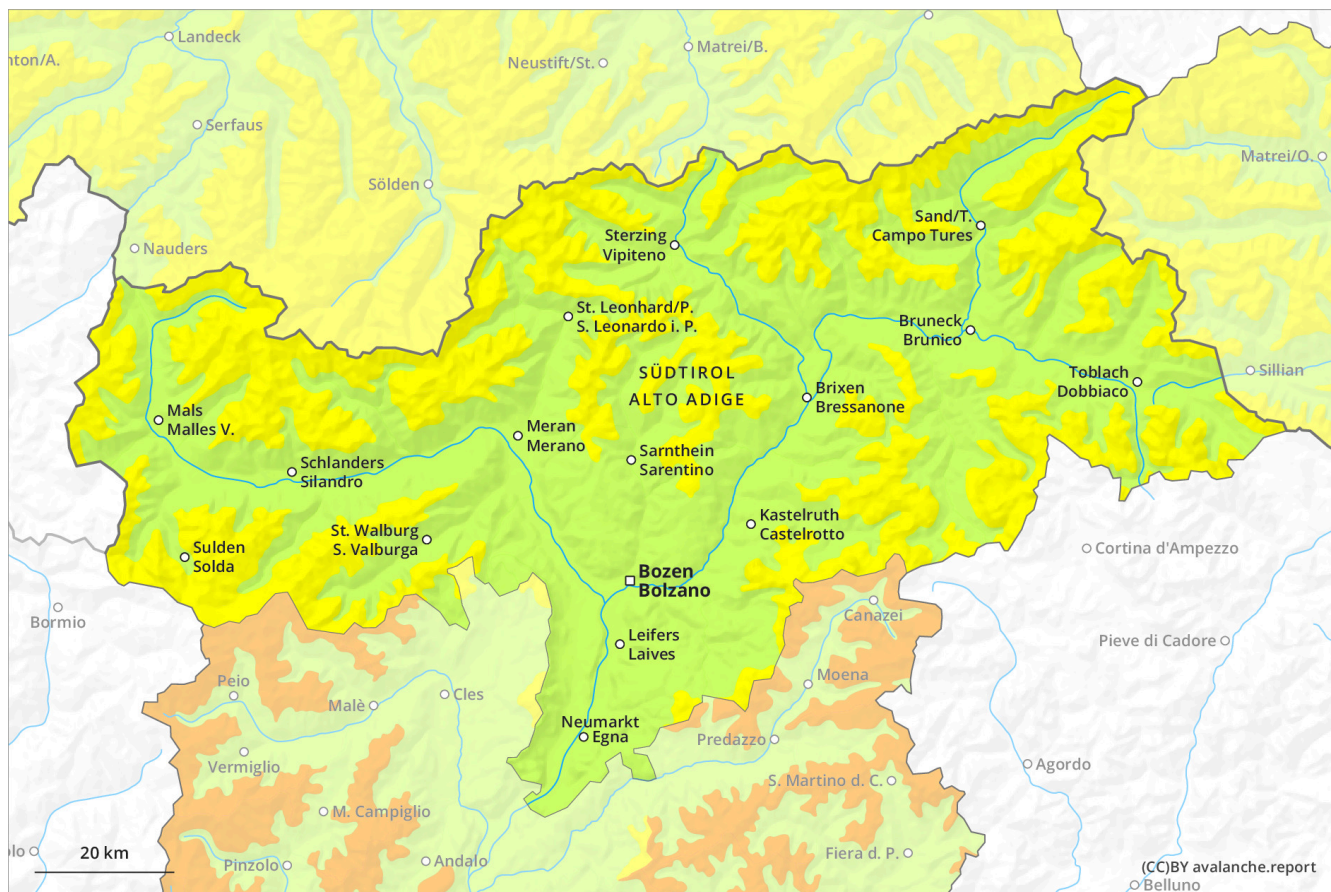 Landeck
nton/A.
Matrei/B.
Neustift/St.
Serfaus
Matrei/O.
Sölden
Sand/T.
Campo Tures
Nauders
Sterzing
Vipiteno
St. Leonhard/P.
S. Leonardo i. P.
Bruneck
Brunico
SÜDTIROL
ALTO ADIGE
Toblach
Dobbiaco
Sillian
Brixen
Bressanone
Mals
Malles V.
Meran
Merano
Sarnthein
Sarentino
Schlanders
Silandro
Kastelruth
Castelrotto
St. Walburg
S. Valburga
Sulden
Solda
Cortina d'Ampezzo
Bozen
Bolzano
Bormio
Canazei
Leifers
Laives
Pieve di Cadore
Peio
Moena
Malè
Cles
Neumarkt
Egna
Predazzo
Vermiglio
Agordo
S. Martino d. C.
M. Campiglio
20 km
olo
Pinzolo
Andalo
Fiera d. P.
(CC)BY avalanche.report
Belluno